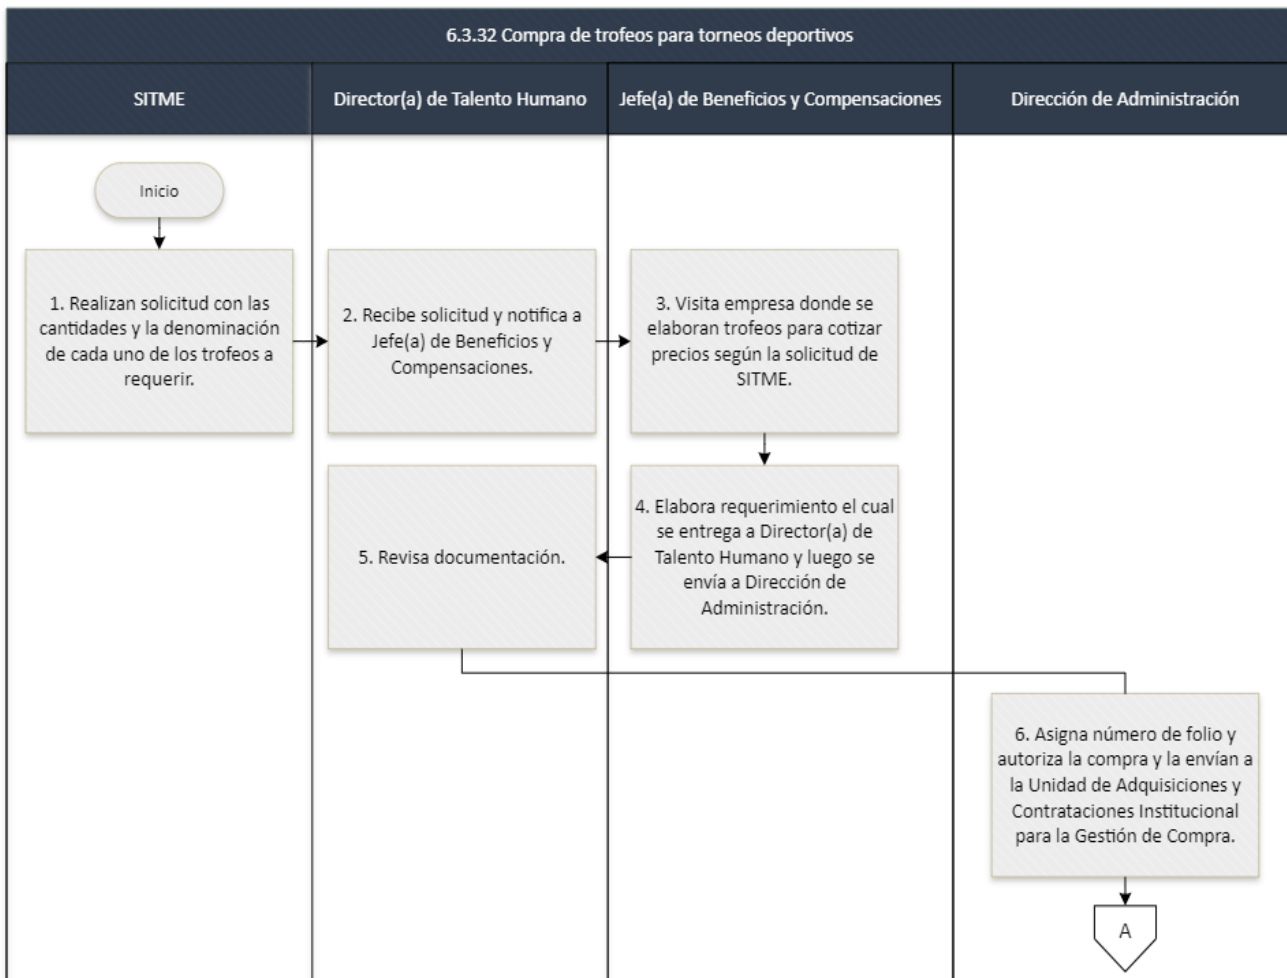 6.3.32 Compra de trofeos para torneos deportivos
SITME
Director(a) de Talento Humano
Jefe(a) de Beneficios y Compensaciones
Dirección de Administración
Inicio
1. Realizan solicitud con las
cantidades y la denominación
de cada uno de los trofeos a
requerir.
2. Recibe solicitud y notifica a
Jefe(a) de Beneficios y
Compensaciones.
3. Visita empresa donde se
elaboran trofeos para cotizar
precios según la solicitud de
SITME.
4. Elabora requerimiento el cual
se entrega a Director(a) de
Talento Humano y luego se
envía a Dirección de
Administración.
5. Revisa documentación.
6. Asigna número de folio y
autoriza la compra y la envían a
la Unidad de Adquisiciones y
Contrataciones Institucional
para la Gestión de Compra.
A